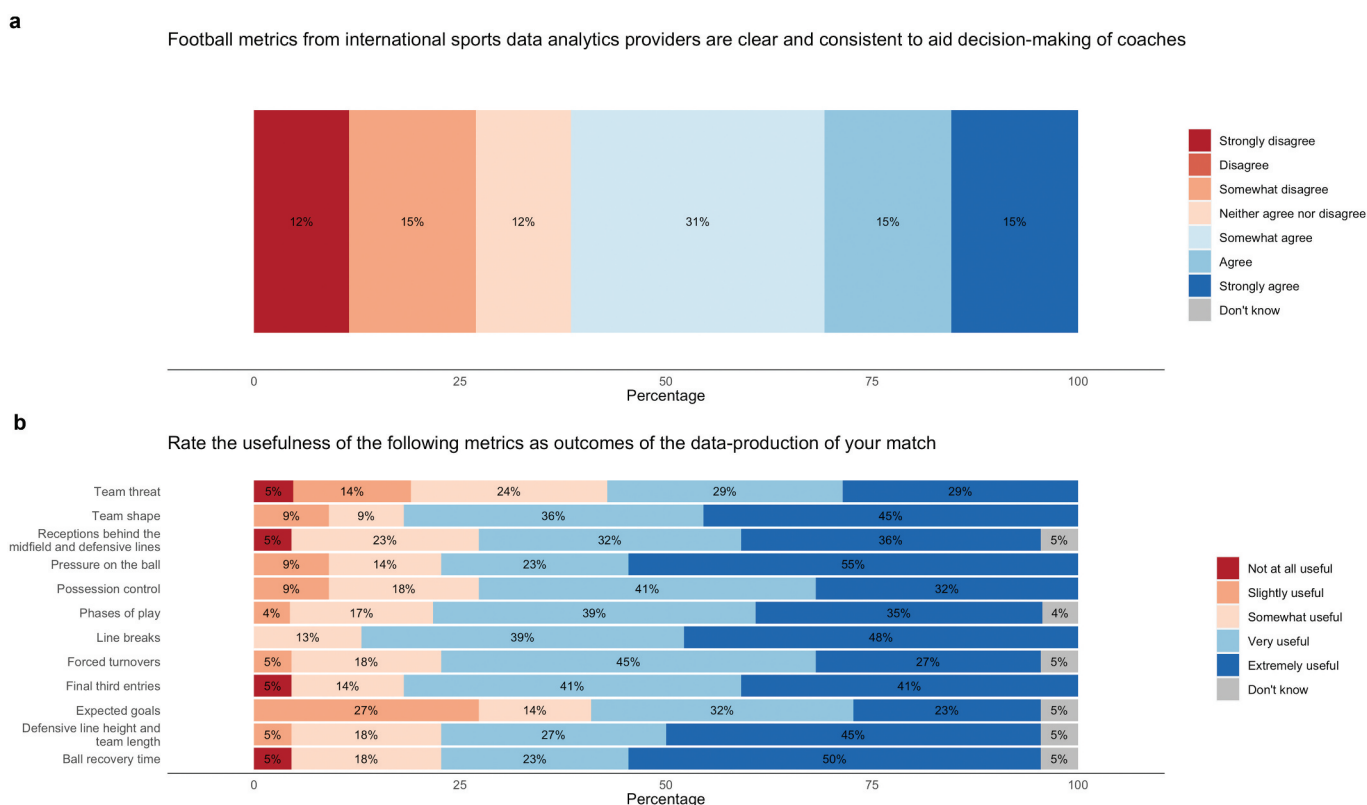 a
Football metrics from international sports data analytics providers are clear and consistent to aid decision-making of coaches
12% 15% 12% 31% 15% 15%
Strongly disagree
Disagree
Somewhat disagree
Neither agree nor disagree
Somewhat agree
Agree
Strongly agree
Don't know
0 25 50 75 100
Percentage
b
Rate the usefulness of the following metrics as outcomes of the data-production of your match
Team threat 5% 14% 24% 29% 29%
Team shape 9% 9% 36% 45%
Receptions behind the
midfield and defensive lines 5% 23% 32% 36% 5%
Pressure on the ball 9% 14% 23% 55%
Possession control 9% 18% 41% 32%
Phases of play 4% 17% 39% 35% 4%
Line breaks 13% 39% 48%
Forced turnovers 5% 18% 45% 27% 5%
Final third entries 5% 14% 41% 41%
Expected goals 27% 14% 32% 23% 5%
Defensive line height and
team length 5% 18% 27% 45% 5%
Ball recovery time 5% 18% 23% 50% 5%
Not at all useful
Slightly useful
Somewhat useful
Very useful
Extremely useful
Don't know
0 25 50 75 100
Percentage